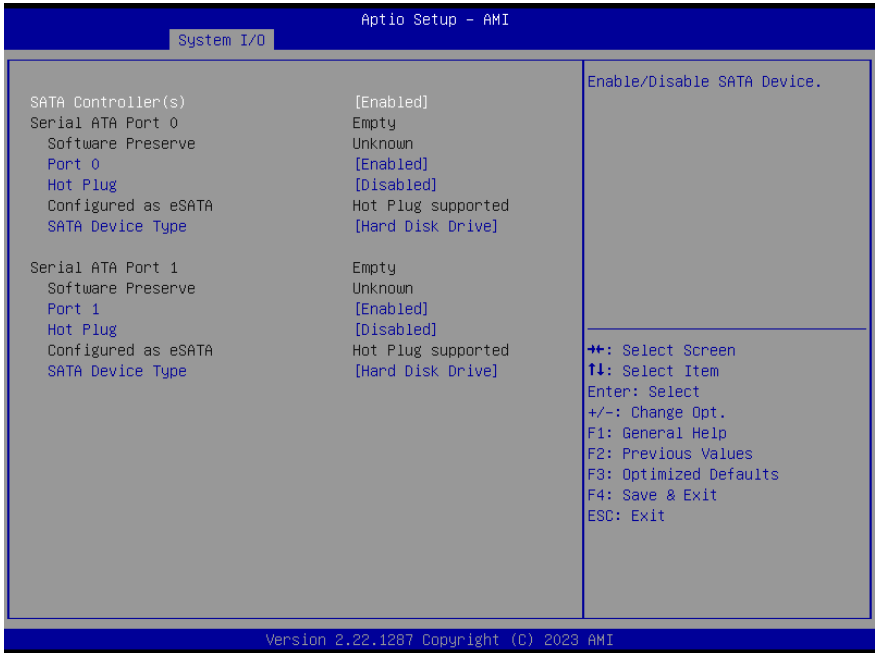 Aptio Setup – AMI
System I/O
SATA Controller(s) [Enabled]
Serial ATA Port 0 Empty
Software Preserve Unknown
Port 0 [Enabled]
Hot Plug [Disabled]
Configured as eSATA Hot Plug supported
SATA Device Type [Hard Disk Drive]
Serial ATA Port 1 Empty
Software Preserve Unknown
Port 1 [Enabled]
Hot Plug [Disabled]
Configured as eSATA Hot Plug supported
SATA Device Type [Hard Disk Drive]
Enable/Disable SATA Device.
→←: Select Screen
↑↓: Select Item
Enter: Select
+/-: Change Opt.
F1: General Help
F2: Previous Values
F3: Optimized Defaults
F4: Save & Exit
ESC: Exit
Version 2.22.1287 Copyright (C) 2023 AMI